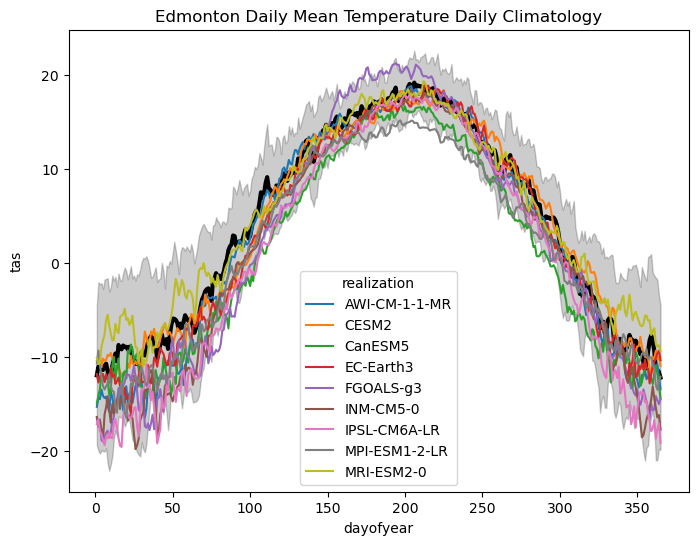 Edmonton Daily Mean Temperature Daily Climatology
tas
20
10
0
−10
−20
realization
AWI-CM-1-1-MR
CESM2
CanESM5
EC-Earth3
FGOALS-g3
INM-CM5-0
IPSL-CM6A-LR
MPI-ESM1-2-LR
MRI-ESM2-0
0 50 100 150 200 250 300 350
dayofyear